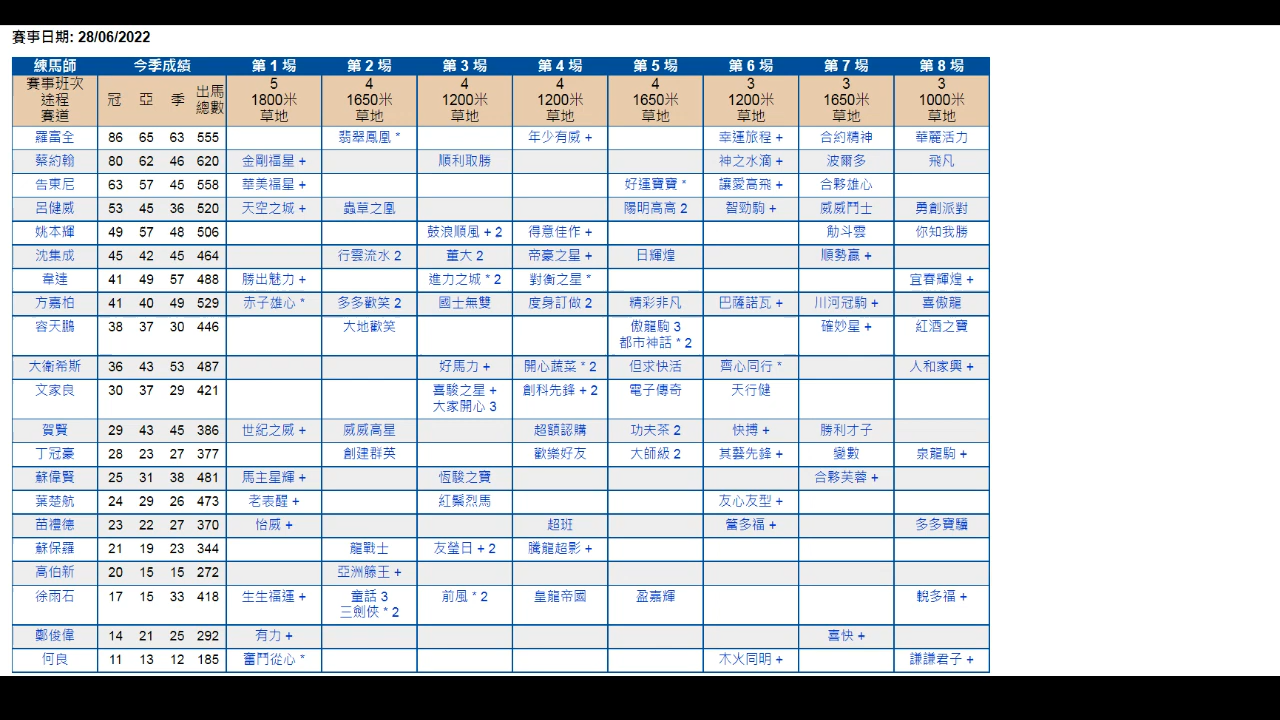 賽事日期: 28/06/2022
練馬師 今季成績 第 1 場 第 2 場 第 3 場 第 4 場 第 5 場 第 6 場 第 7 場 第 8 場
賽事班次 途程 賽道 冠 亞 季 出馬總數 5 1800米 草地 4 1650米 草地 4 1200米 草地 4 1200米 草地 4 1650米 草地 3 1200米 草地 3 1650米 草地 3 1000米 草地
羅富全 86 65 63 555 翡翠鳳凰 * 年少有威 + 幸運旅程 + 合約精神 華麗活力
蔡約翰 80 62 46 620 金剛福星 + 順利取勝 神之水滴 + 波爾多 飛凡
告東尼 63 57 45 558 華美福星 + 好運寶寶 * 讓愛高飛 + 合夥雄心
呂健威 53 45 36 520 天空之城 + 蟲草之凰 陽明高高 2 智勁駒 + 威威鬥士 勇創派對
姚本輝 49 57 48 506 鼓浪順風 + 2 得意佳作 + 觔斗雲 你知我勝
沈集成 45 42 45 464 行雲流水 2 董大 2 帝豪之星 + 日輝煌 順勢贏 +
韋達 41 49 57 488 勝出魅力 + 進力之城 * 2 對衡之星 * 宜春輝煌 +
方嘉柏 41 40 49 529 赤子雄心 * 多多歡笑 2 國士無雙 度身訂做 2 精彩非凡 巴薩諾瓦 + 川河冠駒 + 喜傲龍
容天鵬 38 37 30 446 大地歡笑 傲龍駒 3 都市神話 * 2 確妙星 + 紅酒之寶
大衛希斯 36 43 53 487 好馬力 + 開心蔬菜 * 2 但求快活 齊心同行 * 人和家興 +
文家良 30 37 29 421 喜駿之星 + 大家開心 3 創科先鋒 + 2 電子傳奇 天行健
賀賢 29 43 45 386 世紀之威 + 威威高星 超額認購 功夫茶 2 快搏 + 勝利才子
丁冠豪 28 23 27 377 創建群英 歡樂好友 大師級 2 其藝先鋒 + 變數 泉龍駒 +
蘇偉賢 25 31 38 481 馬主星輝 + 恆駿之寶 合夥芙蓉 +
葉楚航 24 29 26 473 老表醒 + 紅鬃烈馬 友心友型 +
苗禮德 23 22 27 370 怡威 + 超班 鶯多福 + 多多寶驫
蘇保羅 21 19 23 344 龍戰士 友瑩日 + 2 騰龍超影 +
高伯新 20 15 15 272 亞洲籐王 +
徐雨石 17 15 33 418 生生福運 + 童話 3 三劍俠 * 2 前風 * 2 皇龍帝國 盈嘉輝 靚多福 +
鄭俊偉 14 21 25 292 有力 + 喜快 +
何良 11 13 12 185 奮鬥從心 * 木火同明 + 謙謙君子 +